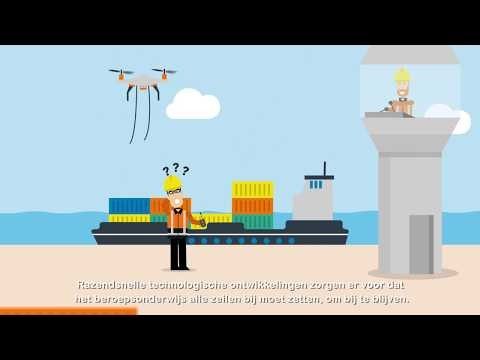 ? ? ?
Razendsnelle technologische ontwikkelingen zorgen er voor dat
het beroepsonderwijs alle zeilen bij moet zetten, om bij te blijven.